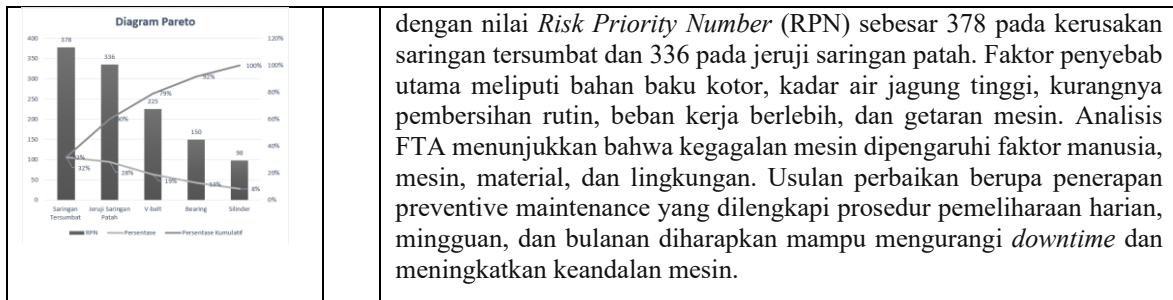 Diagram Pareto
400
350
300
250
200
150
100
50
0
120%
100%
80%
60%
40%
20%
0%
378
336
225
150
98
32%
28%
19%
13%
8%
79%
92%
100%
Saringan Tersumbat
Jeruji Saringan Patah
V-belt
Bearing
Silinder
RPN
Persentase
Persentase Kumulatif
dengan nilai Risk Priority Number (RPN) sebesar 378 pada kerusakan
saringan tersumbat dan 336 pada jeruji saringan patah. Faktor penyebab
utama meliputi bahan baku kotor, kadar air jagung tinggi, kurangnya
pembersihan rutin, beban kerja berlebih, dan getaran mesin. Analisis
FTA menunjukkan bahwa kegagalan mesin dipengaruhi faktor manusia,
mesin, material, dan lingkungan. Usulan perbaikan berupa penerapan
preventive maintenance yang dilengkapi prosedur pemeliharaan harian,
mingguan, dan bulanan diharapkan mampu mengurangi downtime dan
meningkatkan keandalan mesin.